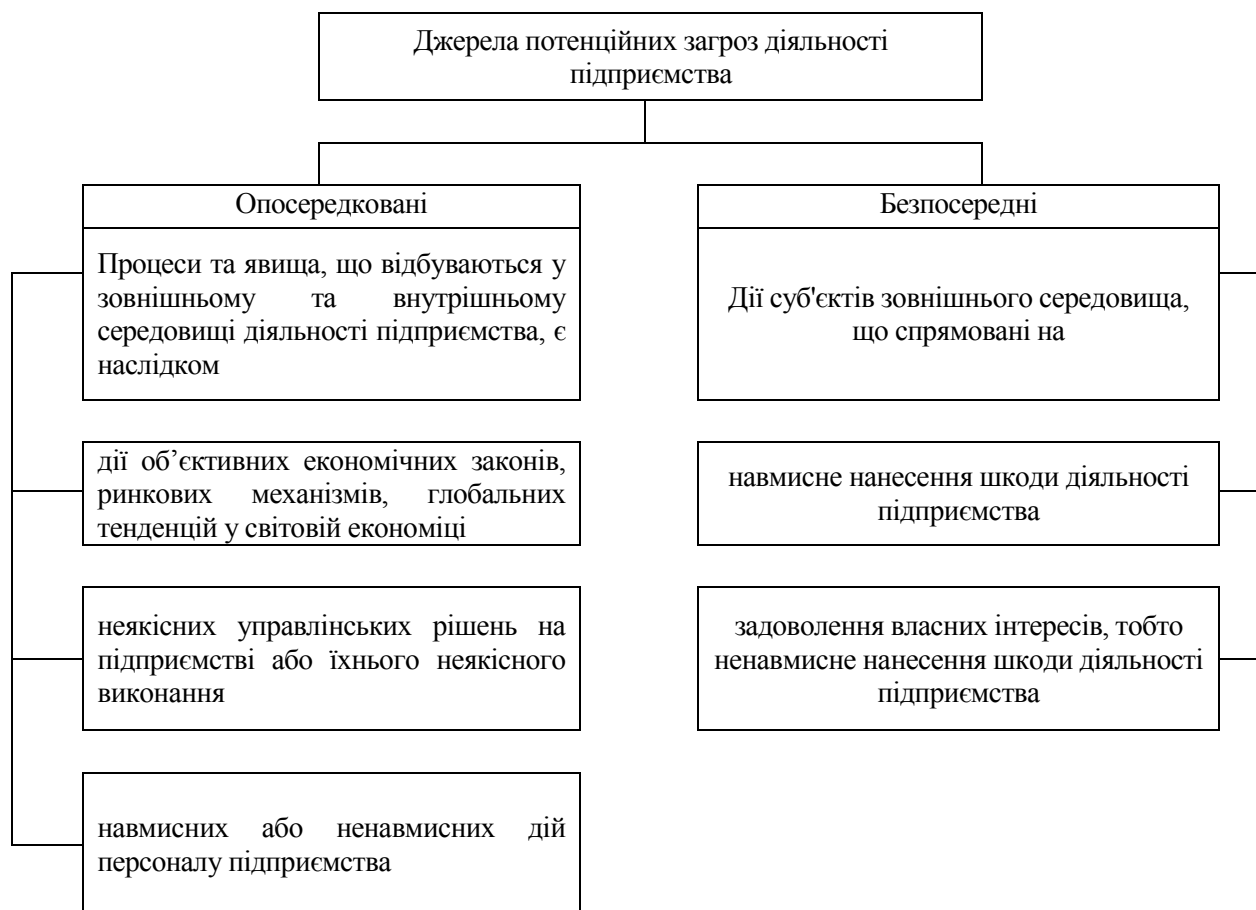 Джерела потенційних загроз діяльності
підприємства
Опосередковані
Процеси та явища, що відбуваються у
зовнішньому та внутрішньому
середовищі діяльності підприємства, є
наслідком
дії об’єктивних економічних законів,
ринкових механізмів, глобальних
тенденцій у світовій економіці
неякісних управлінських рішень на
підприємстві або їхнього неякісного
виконання
навмисних або ненавмисних дій
персоналу підприємства
Безпосередні
Дії суб'єктів зовнішнього середовища,
що спрямовані на
навмисне нанесення шкоди діяльності
підприємства
задоволення власних інтересів, тобто
ненавмисне нанесення шкоди діяльності
підприємства